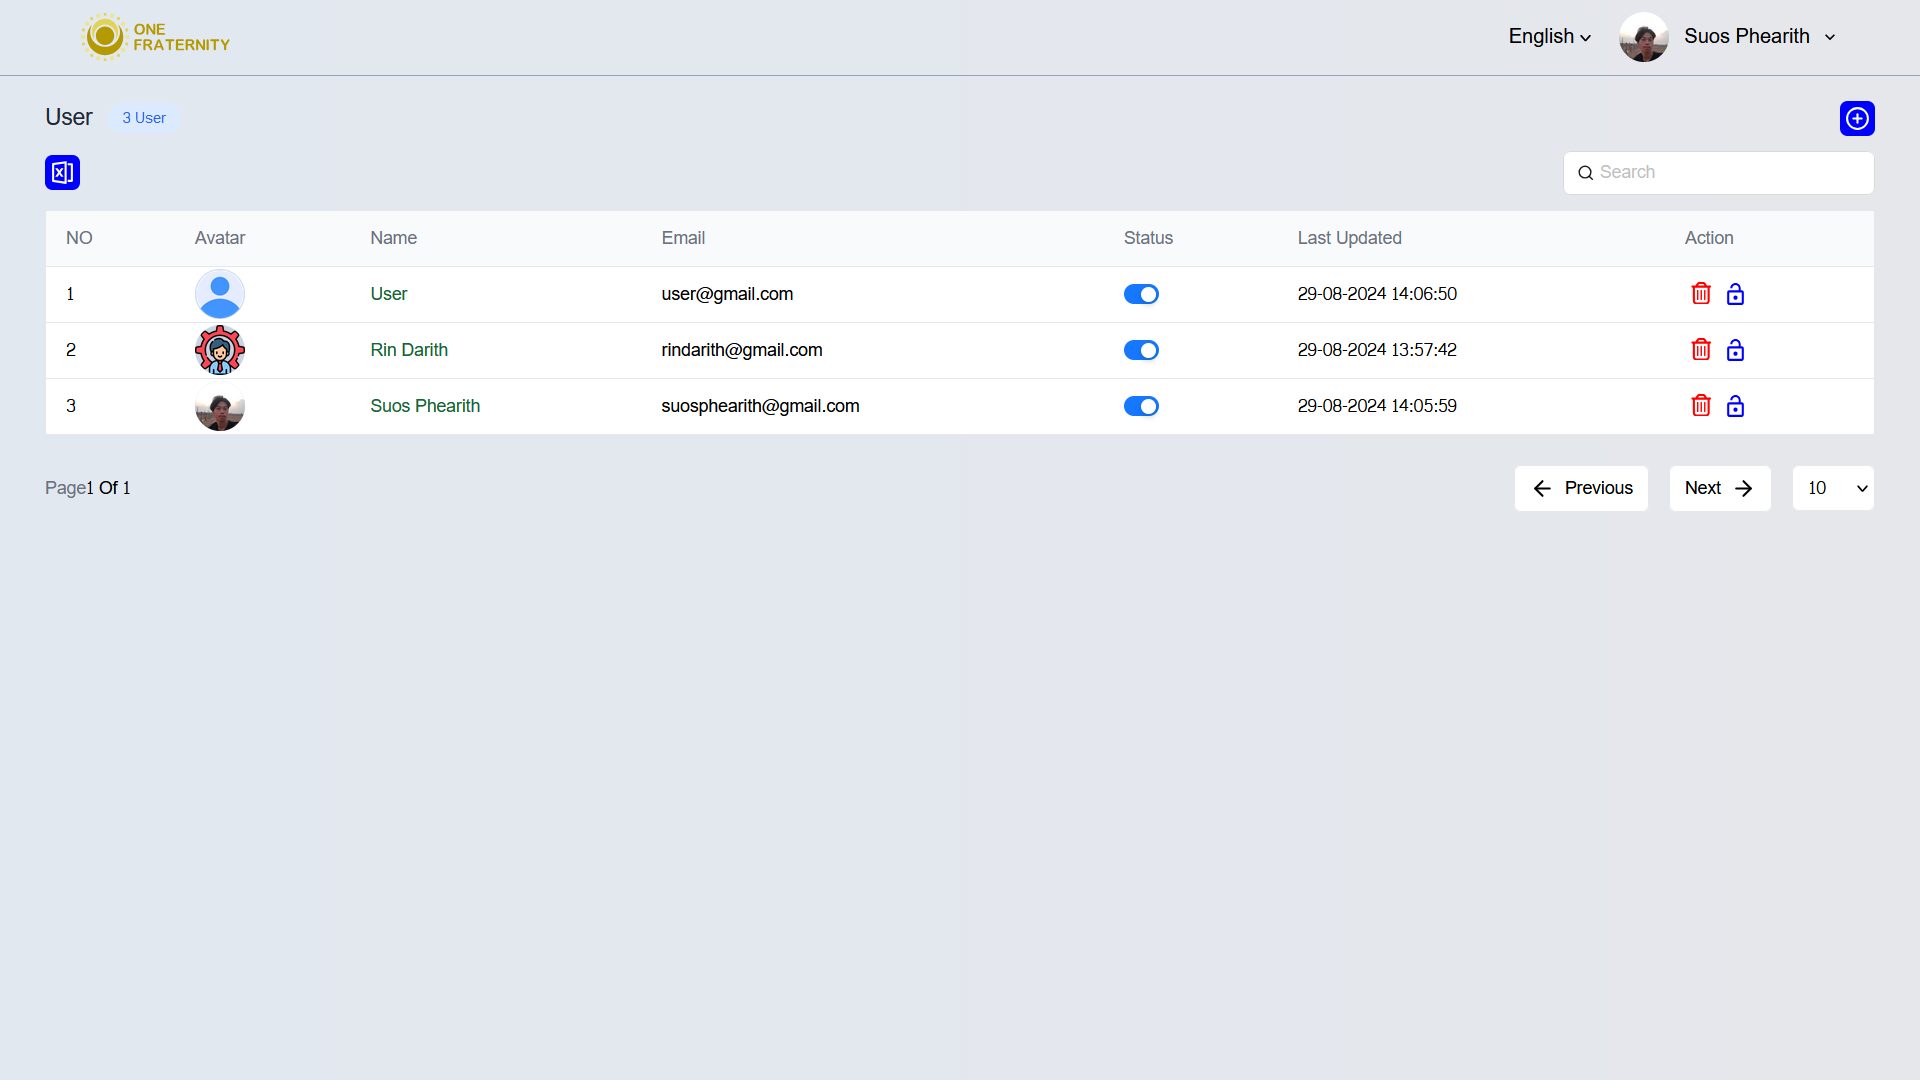 ONE
FRATERNITY
English
Suos Phearith
User
3 User
Search
NO Avatar Name Email Status Last Updated Action
1 User user@gmail.com 29-08-2024 14:06:50
2 Rin Darith rindarith@gmail.com 29-08-2024 13:57:42
3 Suos Phearith suosphearith@gmail.com 29-08-2024 14:05:59
Page1 Of 1
Previous
Next
10